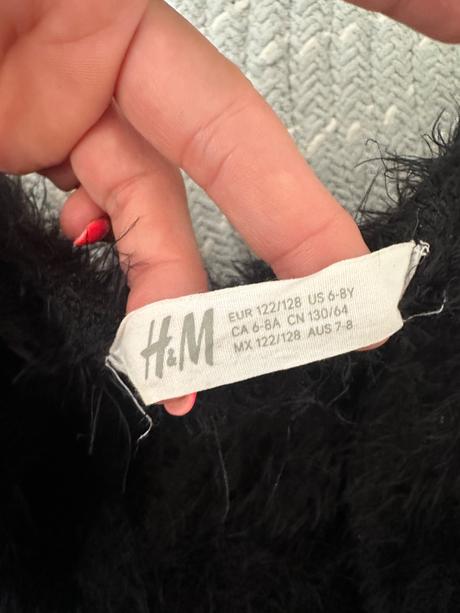 H&M
EUR 122/128 US 6-8Y
CA 6-8A CN 130/64
MX 122/128 AUS 7-8